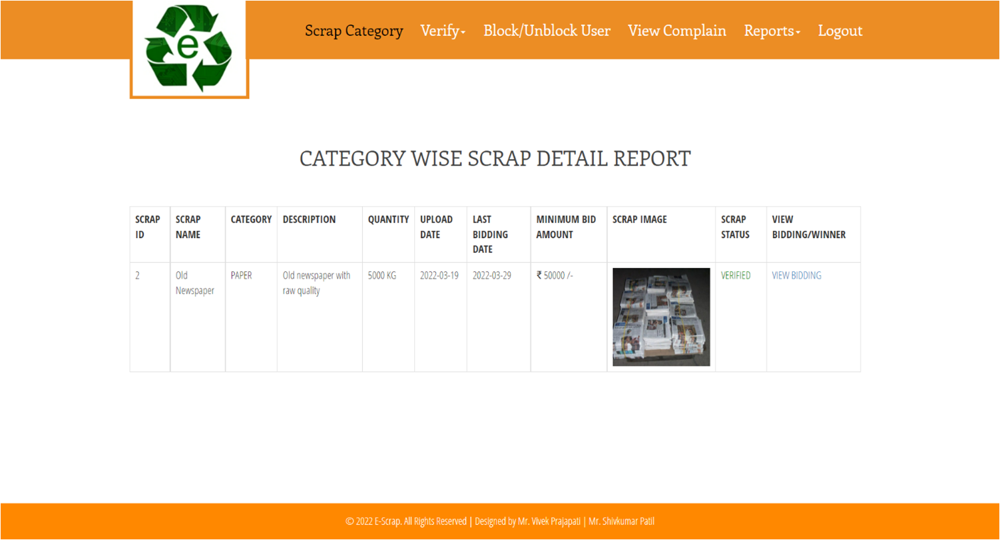 e
Scrap Category Verify Block/Unblock User View Complain Reports Logout
CATEGORY WISE SCRAP DETAIL REPORT
SCRAP ID SCRAP NAME CATEGORY DESCRIPTION QUANTITY UPLOAD DATE LAST BIDDING DATE MINIMUM BID AMOUNT SCRAP IMAGE SCRAP STATUS VIEW BIDDING/WINNER
2 Old Newspaper PAPER Old newspaper with raw quality 5000 KG 2022-03-19 2022-03-29 ₹ 50000 /- VERIFIED VIEW BIDDING
© 2022 E-Scrap. All Rights Reserved | Designed by Mr. Vivek Prajapati | Mr. Shivkumar Patil